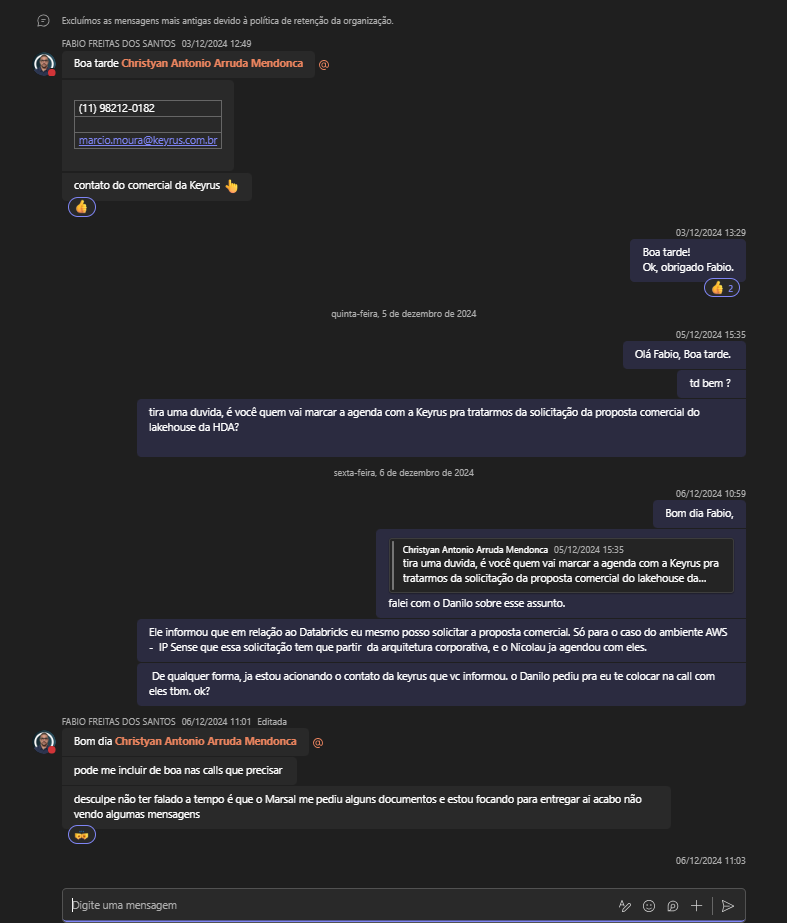 Excluímos as mensagens mais antigas devido à política de retenção da organização.
FABIO FREITAS DOS SANTOS 03/12/2024 12:49
Boa tarde Christyan Antonio Arruda Mendonca
(11) 98212-0182
marcio.moura@keyrus.com.br
contato do comercial da Keyrus 👆
👍
03/12/2024 13:29
Boa tarde!
Ok, obrigado Fabio.
👍 2
quinta-feira, 5 de dezembro de 2024
05/12/2024 15:35
Olá Fabio, Boa tarde.
td bem ?
tira uma duvida, é você quem vai marcar a agenda com a Keyrus pra tratarmos da solicitação da proposta comercial do
lakehouse da HDA?
sexta-feira, 6 de dezembro de 2024
06/12/2024 10:59
Bom dia Fabio,
Christyan Antonio Arruda Mendonca 05/12/2024 15:35
tira uma duvida, é você quem vai marcar a agenda com a Keyrus pra
tratarmos da solicitação da proposta comercial do lakehouse da...
falei com o Danilo sobre esse assunto.
Ele informou que em relação ao Databricks eu mesmo posso solicitar a proposta comercial. Só para o caso do ambiente AWS
- IP Sense que essa solicitação tem que partir da arquitetura corporativa, e o Nicolau ja agendou com eles.
De qualquer forma, ja estou acionando o contato da keyrus que vc informou. o Danilo pediu pra eu te colocar na call com
eles tbm. ok?
FABIO FREITAS DOS SANTOS 06/12/2024 11:01 Editada
Bom dia Christyan Antonio Arruda Mendonca
pode me incluir de boa nas calls que precisar
desculpe não ter falado a tempo é que o Marsal me pediu alguns documentos e estou focando para entregar ai acabo não
vendo algumas mensagens
06/12/2024 11:03
Digite uma mensagem